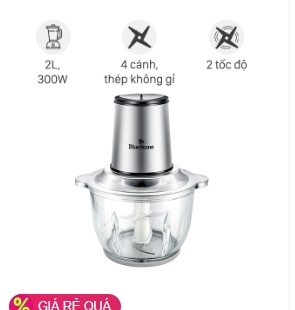 2L,
300W
4 cánh,
thép không gỉ
2 tốc độ
BlueStone
% GIÁ RẺ QUÁ